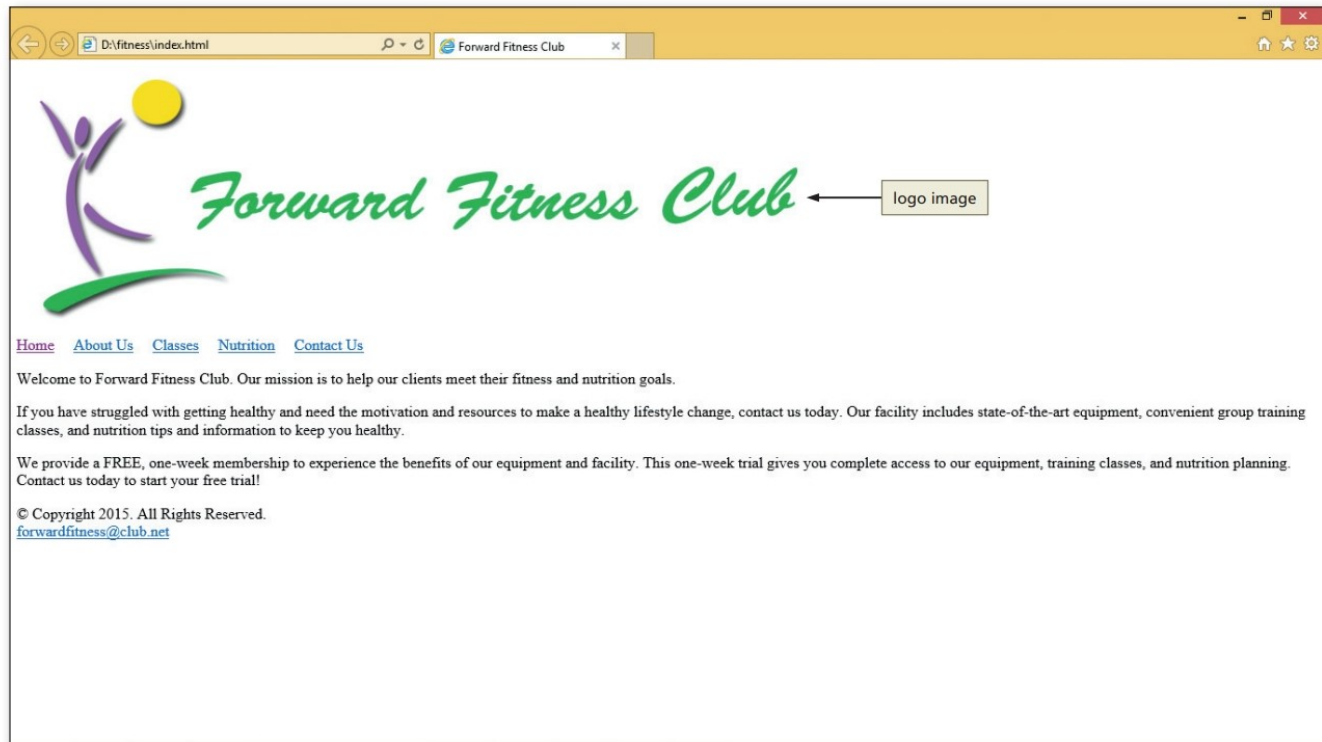 D:\fitness\index.html
Forward Fitness Club
Forward Fitness Club
logo image
Home About Us Classes Nutrition Contact Us
Welcome to Forward Fitness Club. Our mission is to help our clients meet their fitness and nutrition goals.
If you have struggled with getting healthy and need the motivation and resources to make a healthy lifestyle change, contact us today. Our facility includes state-of-the-art equipment, convenient group training
classes, and nutrition tips and information to keep you healthy.
We provide a FREE, one-week membership to experience the benefits of our equipment and facility. This one-week trial gives you complete access to our equipment, training classes, and nutrition planning.
Contact us today to start your free trial!
© Copyright 2015. All Rights Reserved.
forwardfitness@club.net